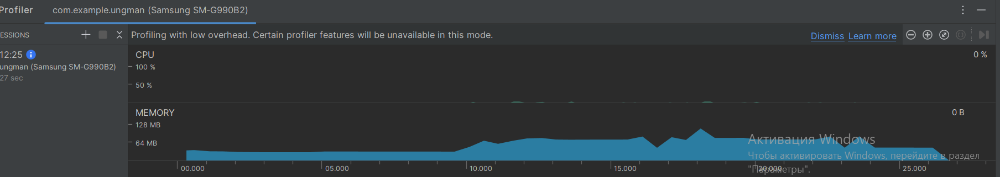 Profiler com.example.ungman (Samsung SM-G990B2)
ESSIONS Profiling with low overhead. Certain profiler features will be unavailable in this mode. Dismiss Learn more
12:25
ungman (Samsung SM-G990B2)
27 sec
CPU 0 %
100 %
50 %
MEMORY 0 B
128 MB
64 MB
Активация Windows
Чтобы активировать Windows, перейдите в раздел
"Параметры".
00.000 05.000 10.000 15.000 20.000 25.000